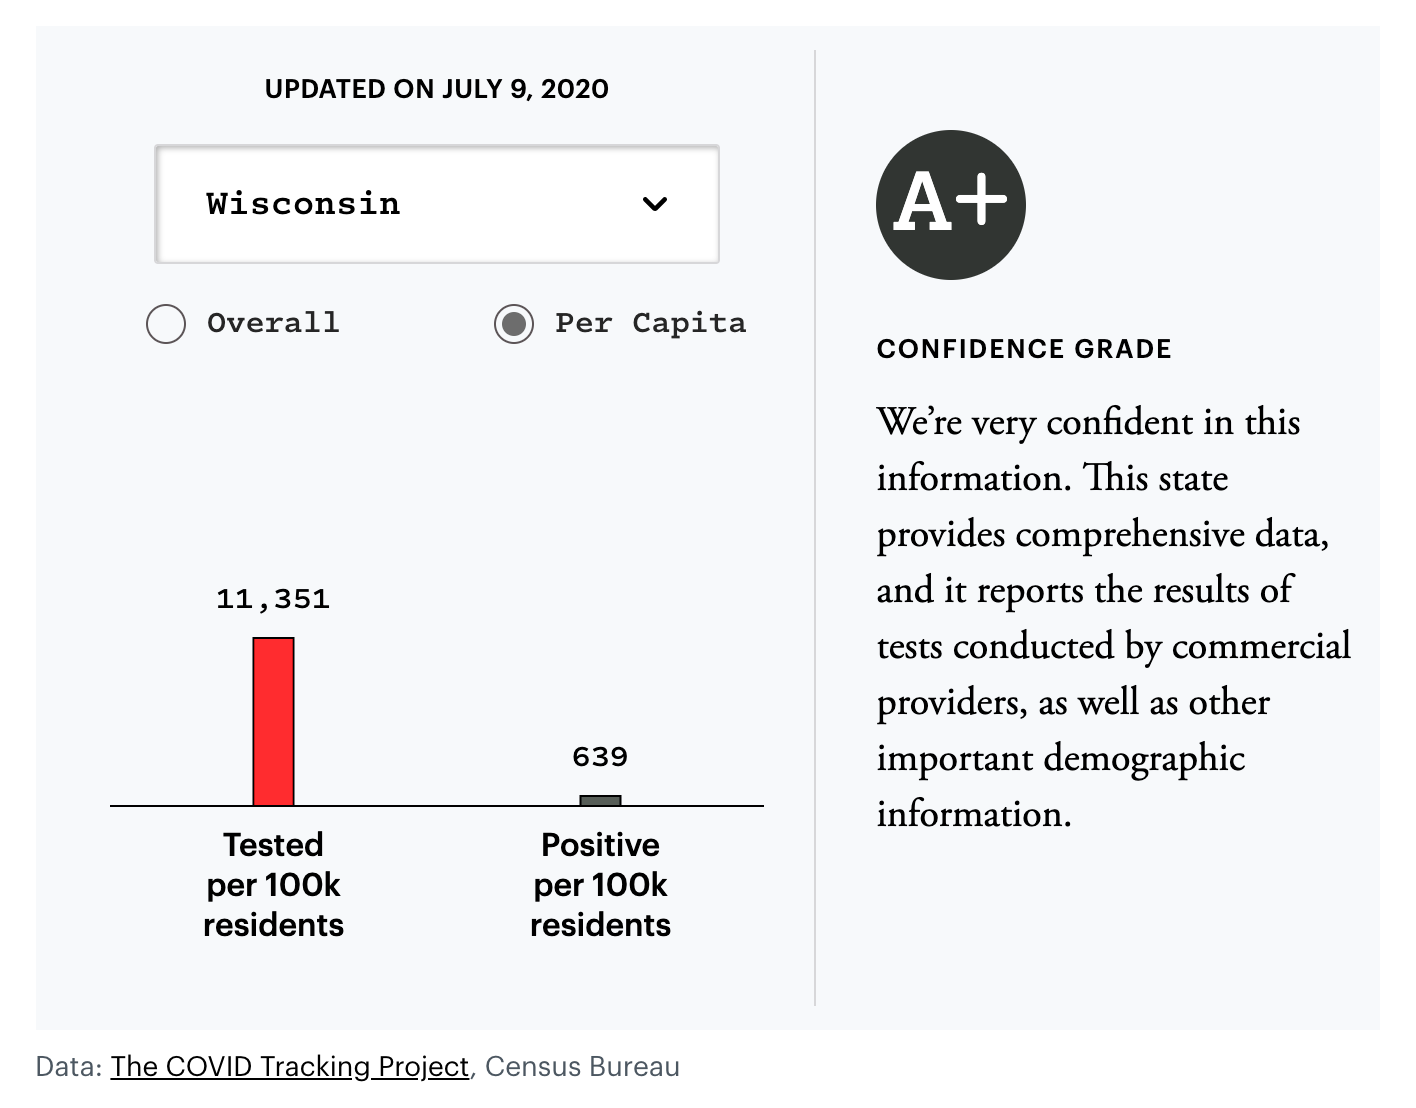 UPDATED ON JULY 9, 2020
Wisconsin
Overall
Per Capita
11,351
639
Tested
per 100k
residents
Positive
per 100k
residents
A+
CONFIDENCE GRADE
We’re very confident in this
information. This state
provides comprehensive data,
and it reports the results of
tests conducted by commercial
providers, as well as other
important demographic
information.
Data: The COVID Tracking Project, Census Bureau